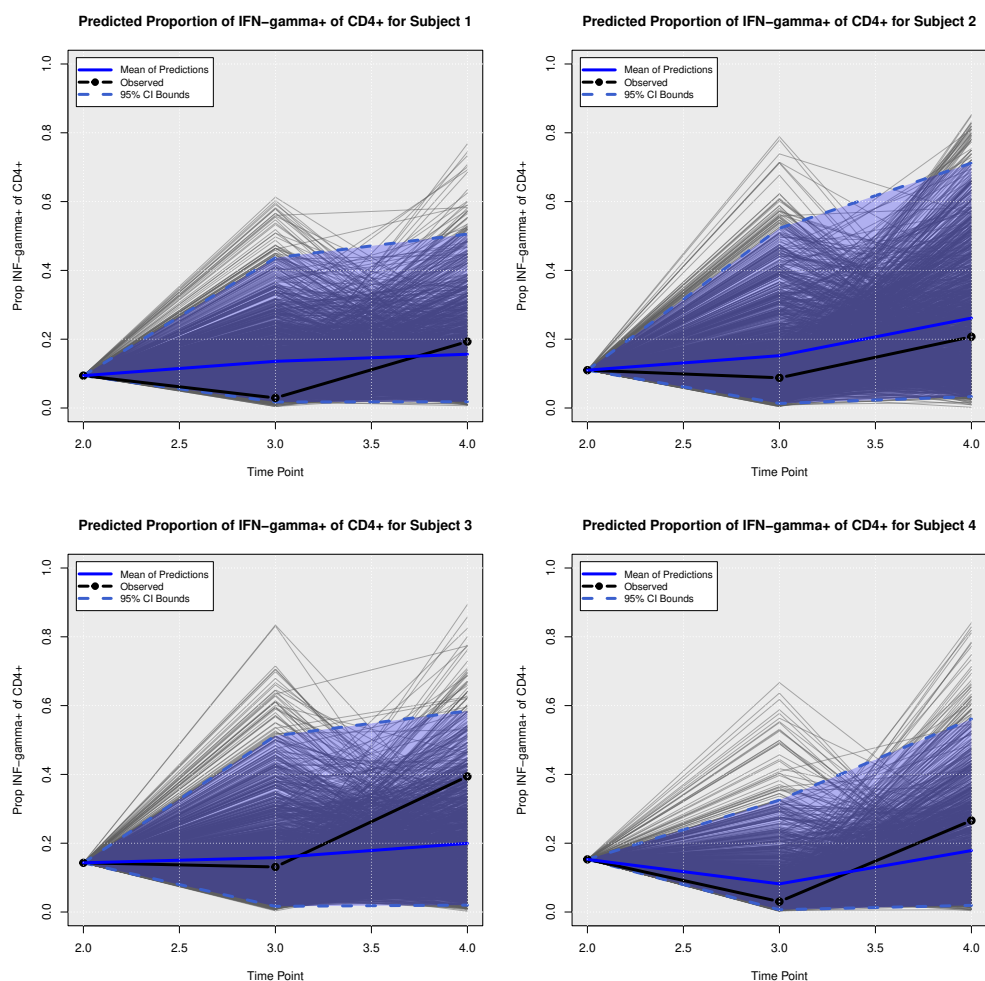 Predicted Proportion of IFN−gamma+ of CD4+ for Subject 1
Mean of Predictions
Observed
95% CI Bounds
Prop INF−gamma+ of CD4+
1.0
0.8
0.6
0.4
0.2
0.0
2.0 2.5 3.0 3.5 4.0
Time Point
Predicted Proportion of IFN−gamma+ of CD4+ for Subject 2
Mean of Predictions
Observed
95% CI Bounds
Prop INF−gamma+ of CD4+
1.0
0.8
0.6
0.4
0.2
0.0
2.0 2.5 3.0 3.5 4.0
Time Point
Predicted Proportion of IFN−gamma+ of CD4+ for Subject 3
Mean of Predictions
Observed
95% CI Bounds
Prop INF−gamma+ of CD4+
1.0
0.8
0.6
0.4
0.2
0.0
2.0 2.5 3.0 3.5 4.0
Time Point
Predicted Proportion of IFN−gamma+ of CD4+ for Subject 4
Mean of Predictions
Observed
95% CI Bounds
Prop INF−gamma+ of CD4+
1.0
0.8
0.6
0.4
0.2
0.0
2.0 2.5 3.0 3.5 4.0
Time Point